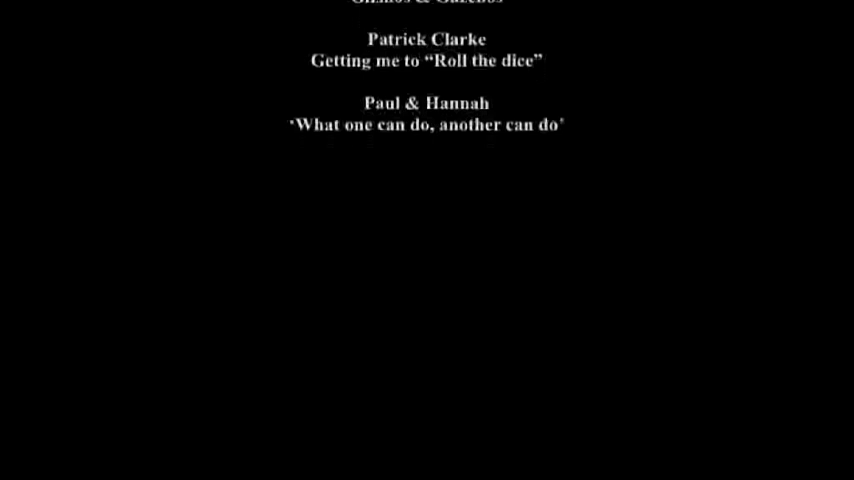 Patrick Clarke
Getting me to “Roll the dice”
Paul & Hannah
‘What one can do, another can do’